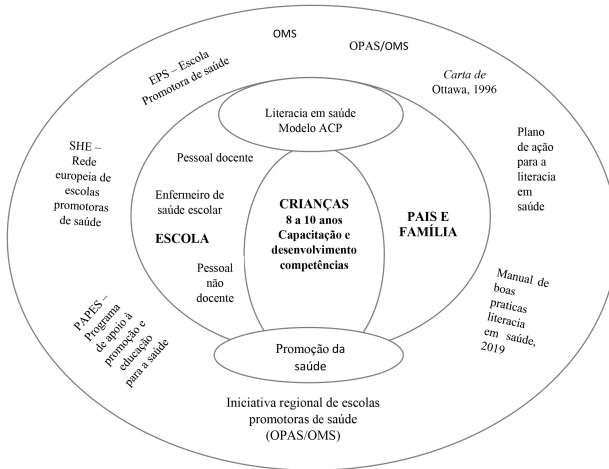 OMS
OPAS/OMS
EPS – Escola
Promotora de saúde
Carta de
Ottawa, 1996
Literacia em saúde
Modelo ACP
SHE –
Rede
europeia de
escolas
promotoras
de saúde
Plano
de ação
para a
literacia
em
saúde
Pessoal docente
Enfermeiro de
saúde escolar
ESCOLA
Pessoal
não
docente
CRIANÇAS
8 a 10 anos
Capacitação e
desenvolvimento
competências
PAIS E
FAMÍLIA
PAPES –
Programa
de apoio à
promoção e
educação
para a saúde
Manual de
boas
praticas
literacia
em saúde,
2019
Promoção da
saúde
Iniciativa regional de escolas
promotoras de saúde
(OPAS/OMS)